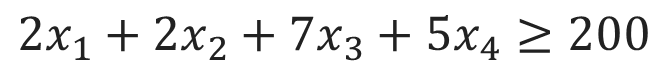 2x₁ + 2x₂ + 7x₃ + 5x₄ ≥ 200